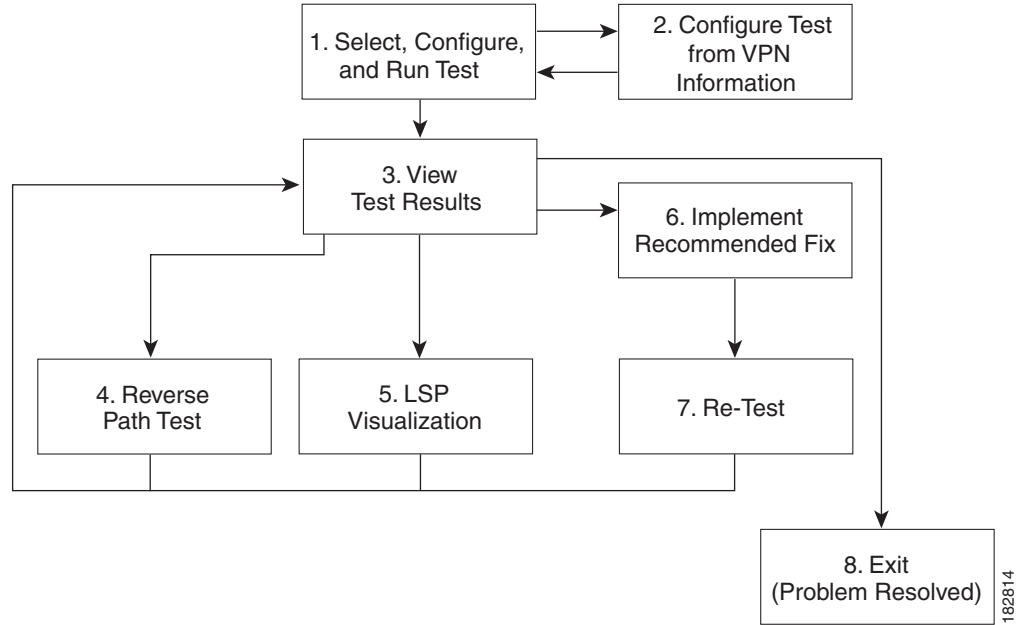 1. Select, Configure,
and Run Test
2. Configure Test
from VPN
Information
3. View
Test Results
6. Implement
Recommended Fix
4. Reverse
Path Test
5. LSP
Visualization
7. Re-Test
8. Exit
(Problem Resolved)
182814